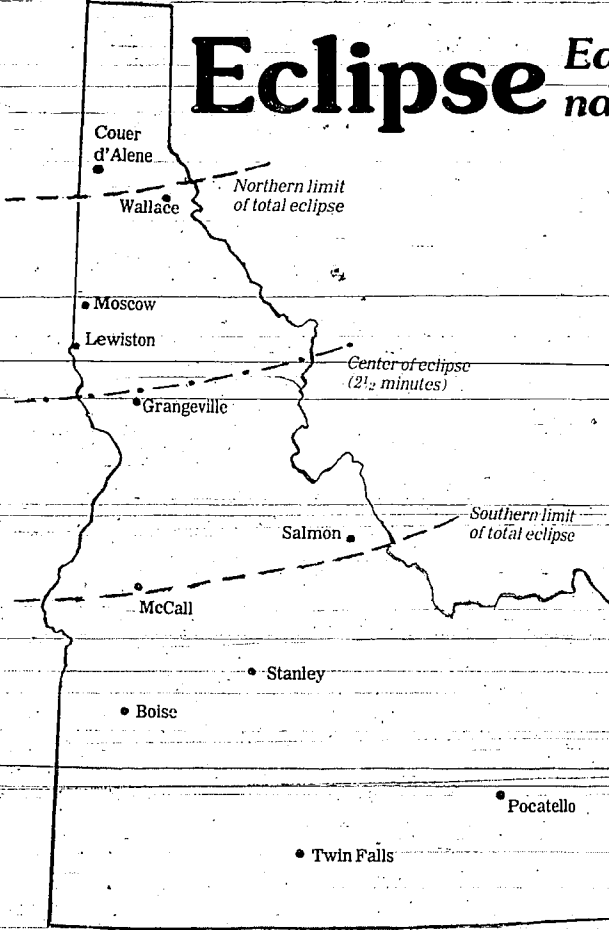 Eclipse
Couer
d'Alene
Northern limit
of total eclipse
Wallace
Moscow
Lewiston
Center of eclipse
(2½ minutes)
Grangeville
Southern limit
of total eclipse
Salmon
McCall
Stanley
Boise
Pocatello
Twin Falls